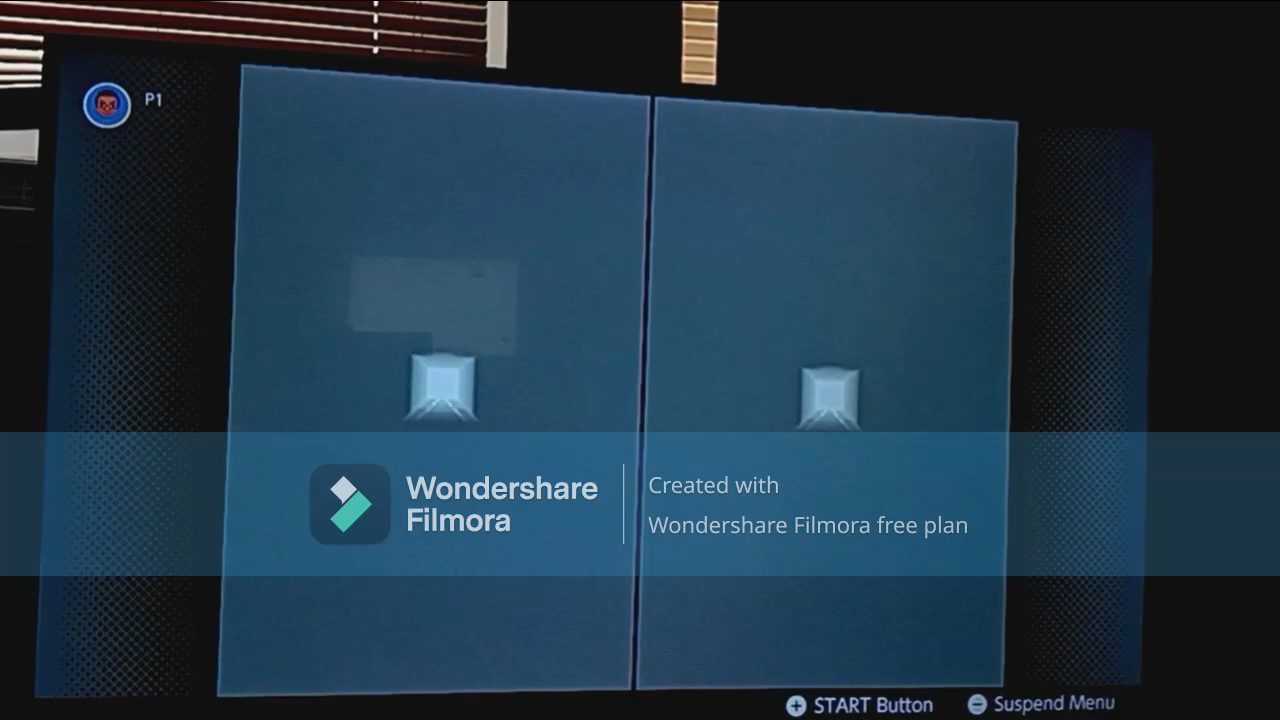 P1
Wondershare
Filmora
Created with
Wondershare Filmora free plan
START Button
Suspend Menu